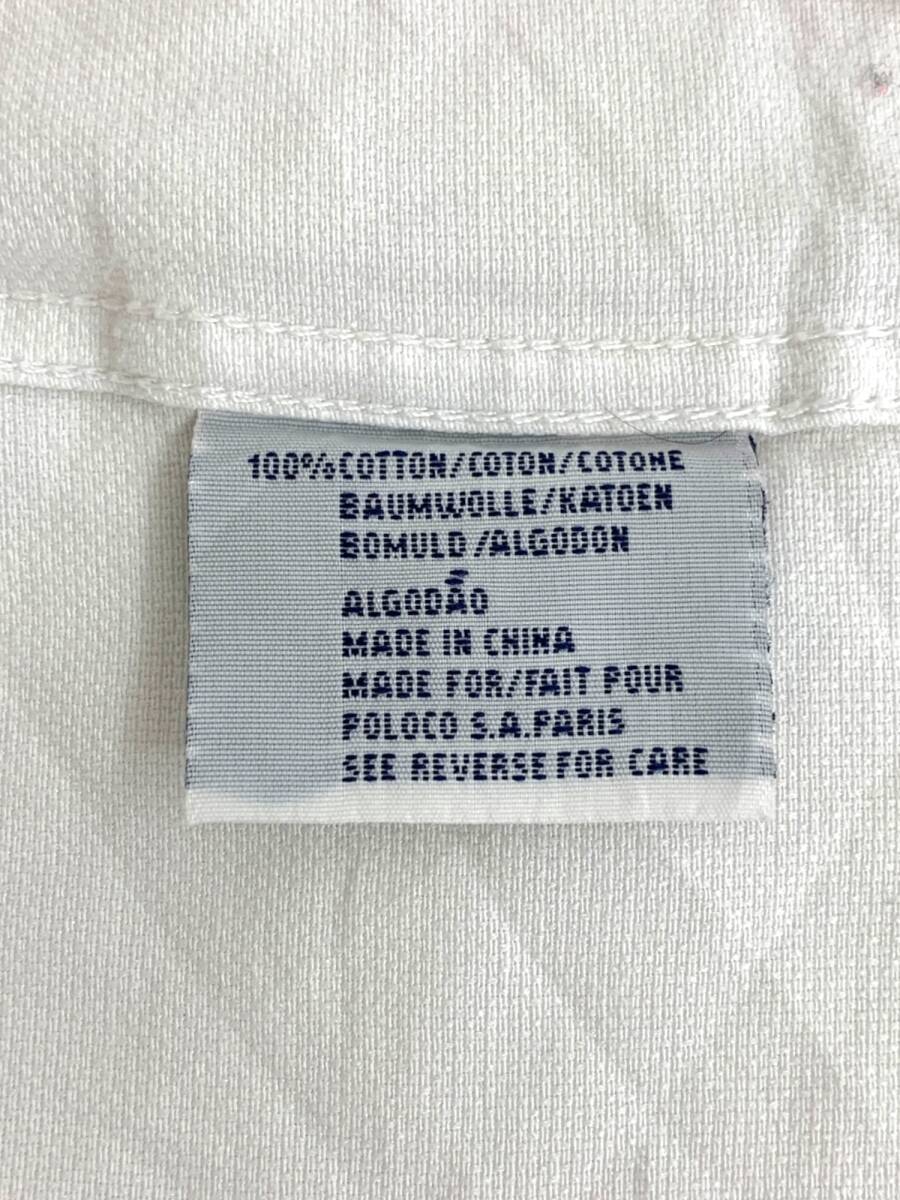 100% COTTON/COTON/COTONE
BAUMWOLLE/KATOEN
BOMULD/ALGODON
ALGODÃO
MADE IN CHINA
MADE FOR/FAIT POUR
POLOCO S.A.PARIS
SEE REVERSE FOR CARE